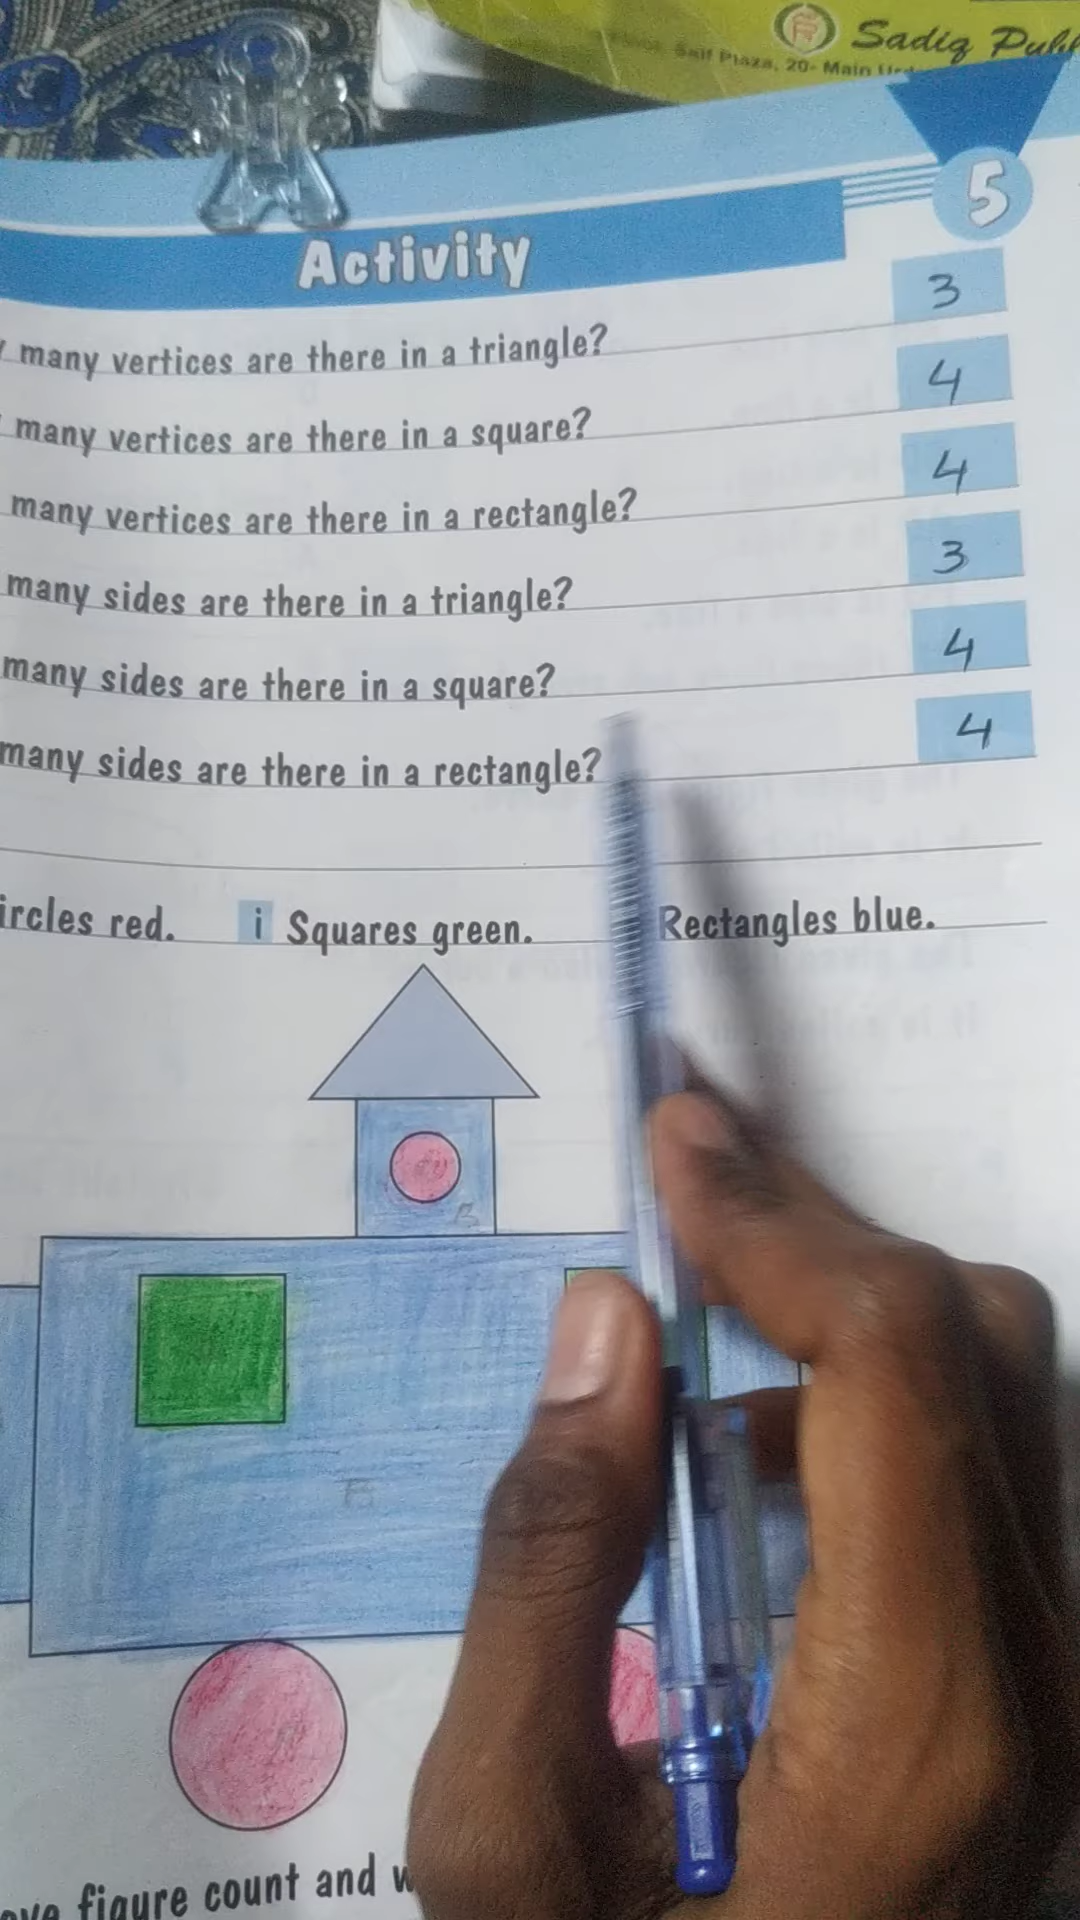 Sadiq
Saif Plaza, 20- Main
5
Activity
many vertices are there in a triangle? 3
many vertices are there in a square? 4
many vertices are there in a rectangle? 4
many sides are there in a triangle? 3
many sides are there in a square? 4
many sides are there in a rectangle? 4
ircles red. i Squares green. Rectangles blue.
B
B
figure count and